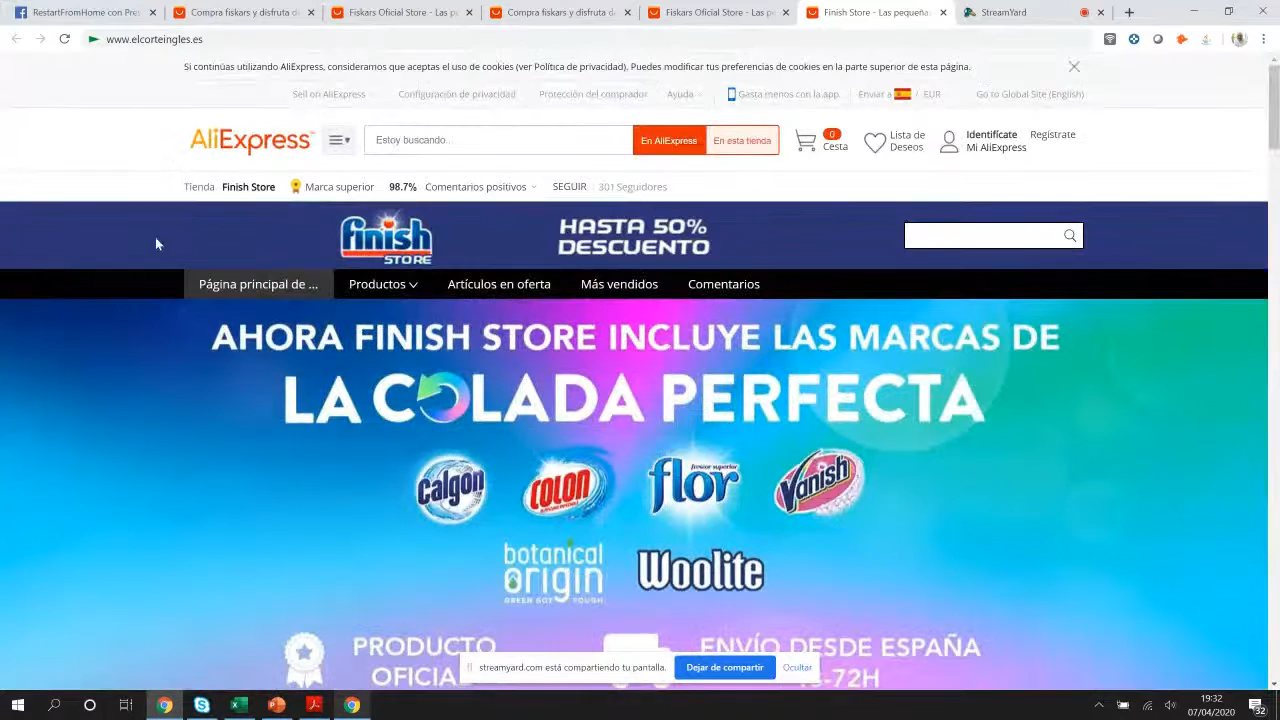 RestartFromHome con Pres
Compra fiskars y disfruta d
Fiskars Oficial Store - Las p
Compra fiskars y disfruta d
Fiskars Oficial Store - Las p
Finish Store - Las pequeña
StreamYard
www.elcorteingles.es
Si continúas utilizando AliExpress, consideramos que aceptas el uso de cookies (ver Política de privacidad). Puedes modificar tus preferencias de cookies en la parte superior de esta página.
Sell on AliExpress
Configuración de privacidad
Protección del comprador
Ayuda
Gasta menos con la app.
Enviar a / EUR
Go to Global Site (English)
AliExpress
Estoy buscando...
En AliExpress
En esta tienda
0
Cesta
Lista de
Deseos
Identifícate
Mi AliExpress
Regístrate
Tienda Finish Store
Marca superior
98.7% Comentarios positivos
SEGUIR
301 Seguidores
finish
STORE
HASTA 50%
DESCUENTO
Página principal de ...
Productos
Artículos en oferta
Más vendidos
Comentarios
AHORA FINISH STORE INCLUYE LAS MARCAS DE
LA COLADA PERFECTA
Calgon
COLON
flor
Vanish
botanical
origin
GREEN GOT TOUGH
Woolite
PRODUCTO
OFICIAL
ENVÍO DESDE ESPAÑA
streamyard.com está compartiendo tu pantalla.
Dejar de compartir
Ocultar
19:32
07/04/2020
32